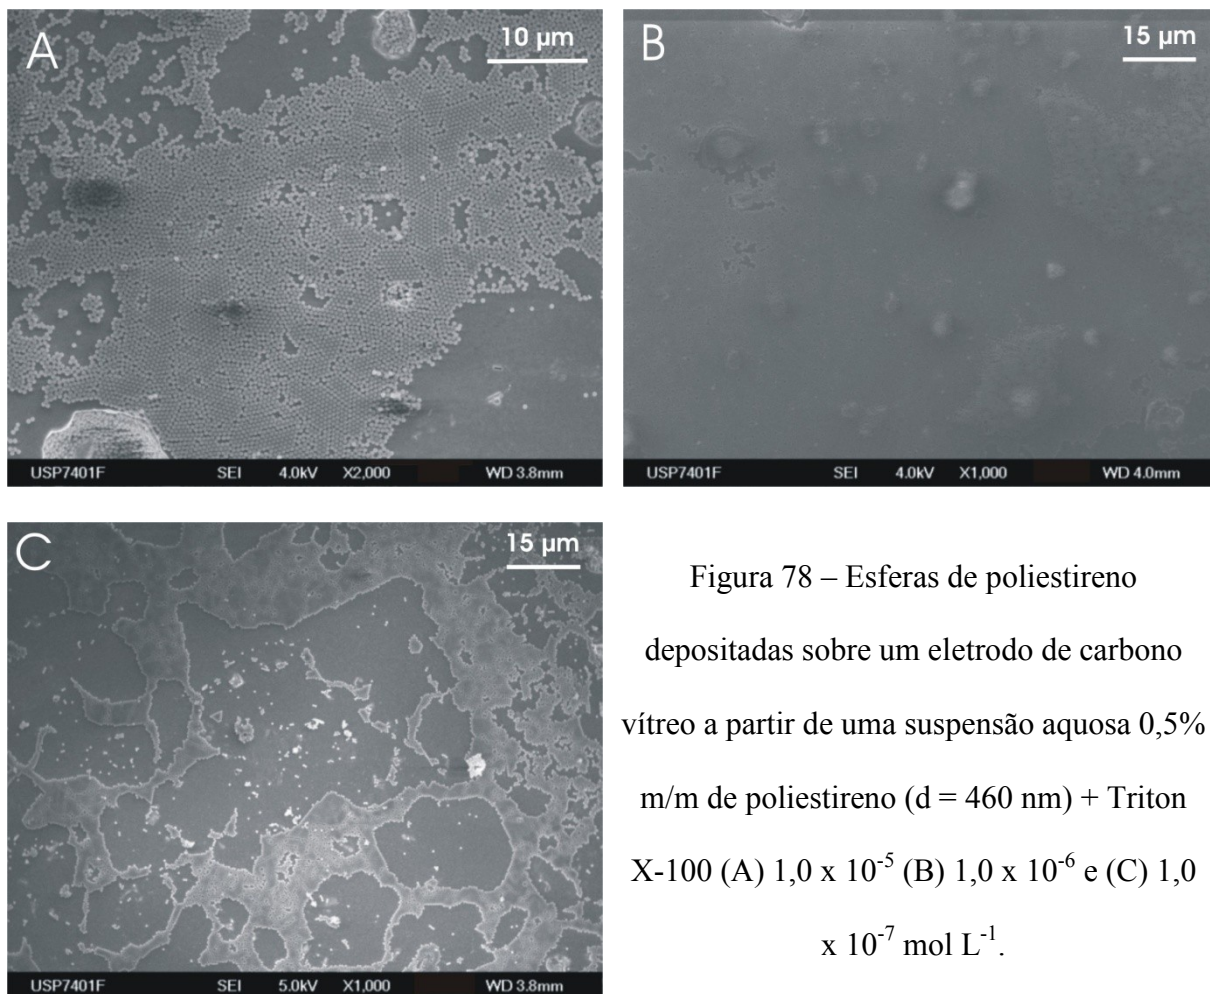 A
10 µm
USP7401F SEI 4.0kV X2,000 WD 3.8mm
B
15 µm
USP7401F SEI 4.0kV X1,000 WD 4.0mm
C
15 µm
USP7401F SEI 5.0kV X1,000 WD 3.8mm
Figura 78 – Esferas de poliestireno
depositadas sobre um eletrodo de carbono
vítreo a partir de uma suspensão aquosa 0,5%
m/m de poliestireno (d = 460 nm) + Triton
X-100 (A) 1,0 x 10⁻⁵ (B) 1,0 x 10⁻⁶ e (C) 1,0
x 10⁻⁷ mol L⁻¹.